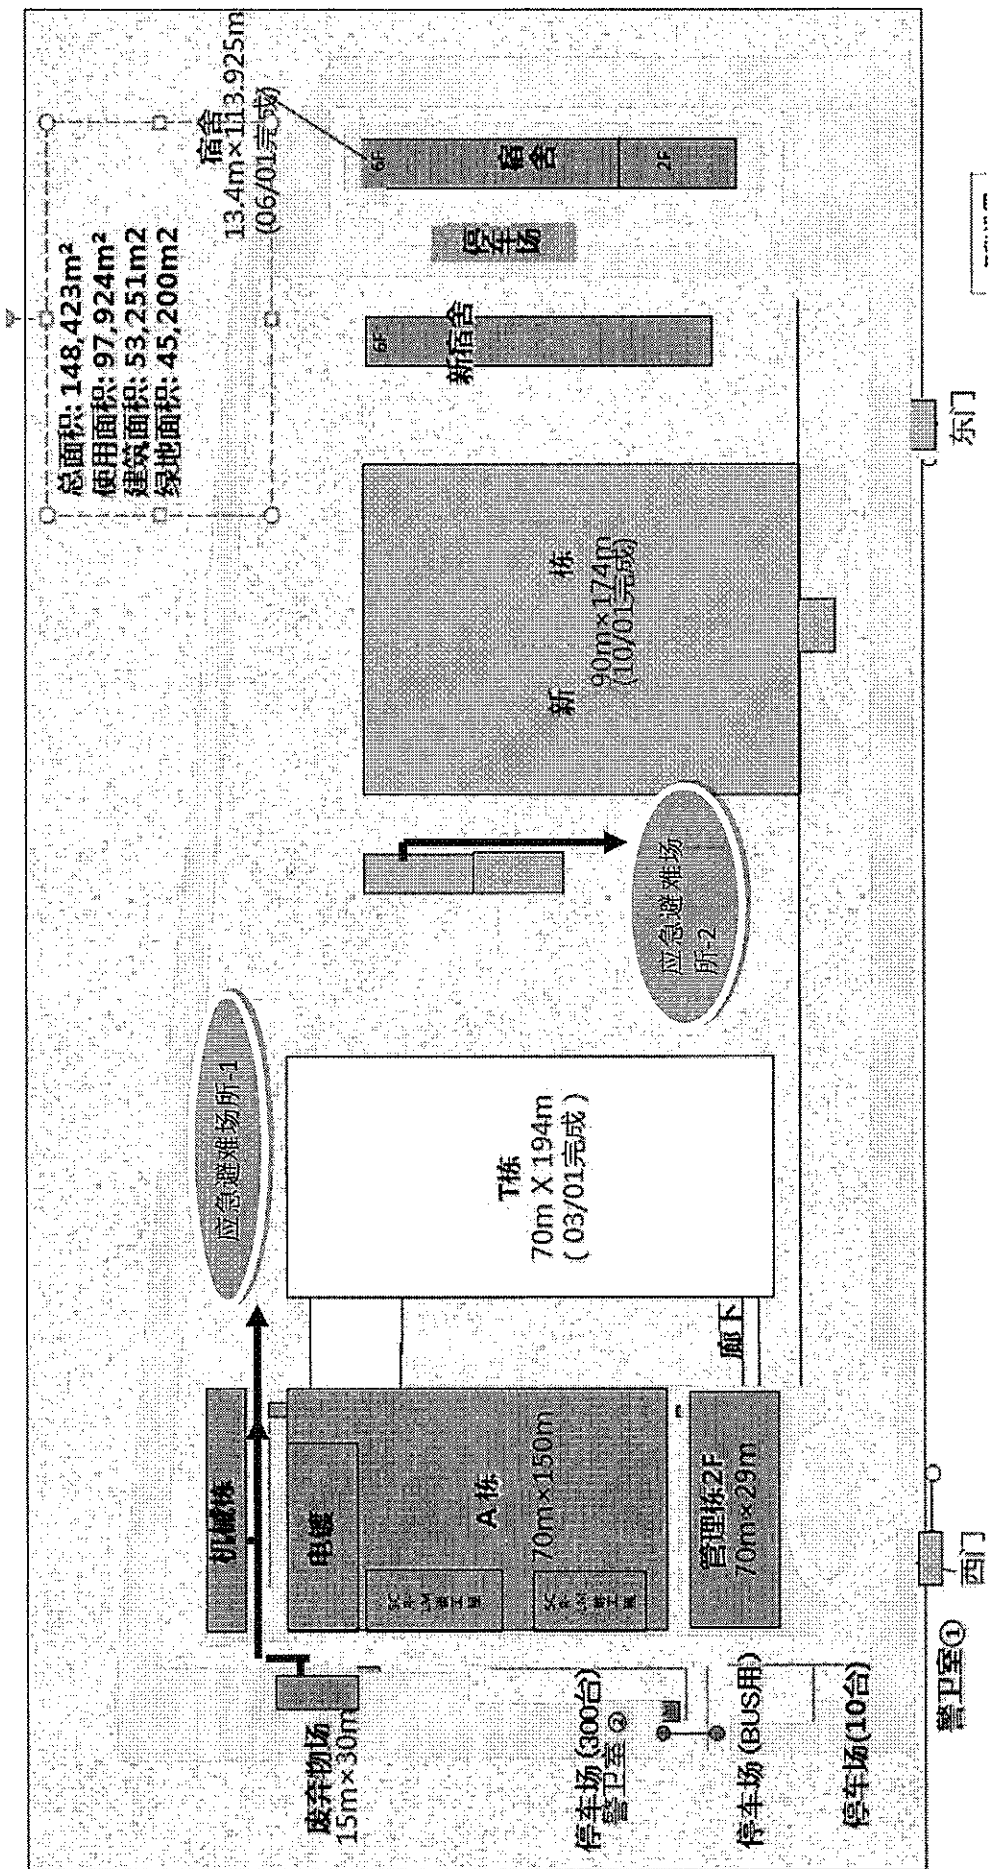 总面积: 148,423m²
使用面积: 97,924m²
建筑面积: 53,251m2
绿地面积: 45,200m2
宿舍
13.4m×113.925m
(06/01完成)
6F
宿舍
2F
停车场
6F
新宿舍
新 栋
90m×174m
(10/01完成)
东门
应急避难场
所-2
应急避难场所-1
T栋
70m X 194m
( 03/01完成 )
廊下
机械栋
电镀
A栋
70m×150m
管理栋2F
70m×29m
西门
警卫室①
废弃物场
15m×30m
停车场 (300台)
警卫室 ②
停车场 (BUS用)
停车场(10台)